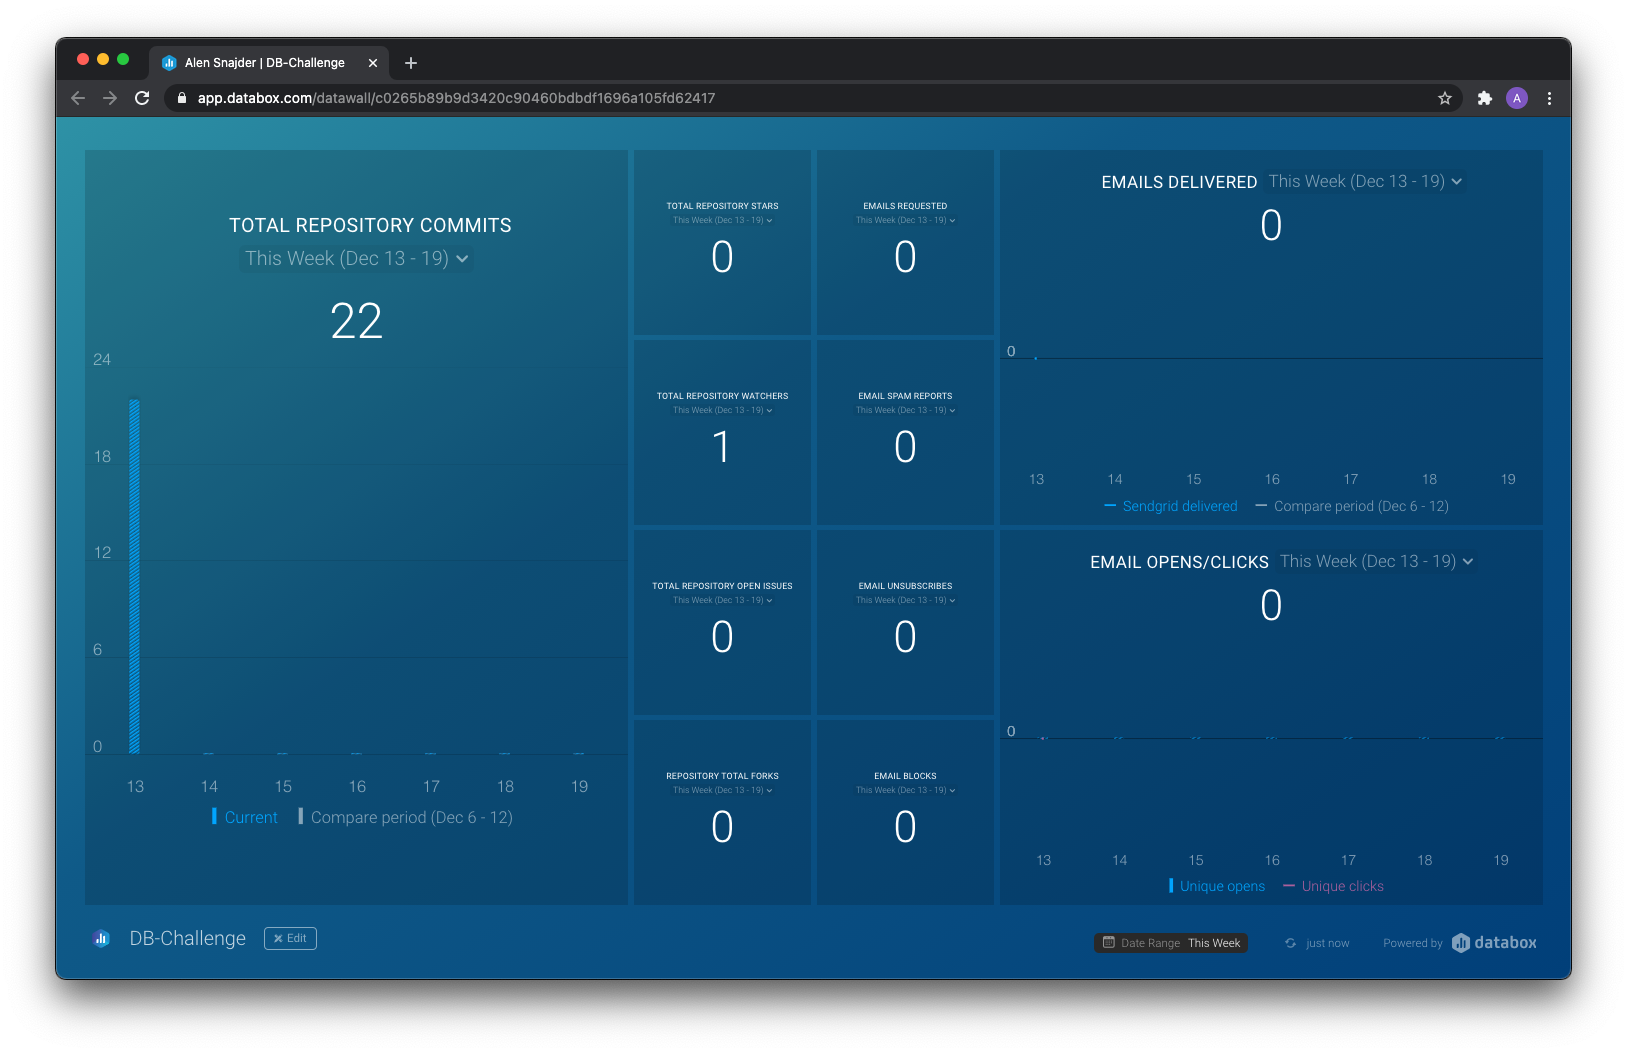 Alen Snajder | DB-Challenge
app.databox.com/datawall/c0265b89b9d3420c90460bdbdf1696a105fd62417
A
TOTAL REPOSITORY COMMITS
This Week (Dec 13 - 19)
22
24
18
12
6
0
13 14 15 16 17 18 19
Current Compare period (Dec 6 - 12)
TOTAL REPOSITORY STARS
This Week (Dec 13 - 19)
0
EMAILS REQUESTED
This Week (Dec 13 - 19)
0
TOTAL REPOSITORY WATCHERS
This Week (Dec 13 - 19)
1
EMAIL SPAM REPORTS
This Week (Dec 13 - 19)
0
TOTAL REPOSITORY OPEN ISSUES
This Week (Dec 13 - 19)
0
EMAIL UNSUBSCRIBES
This Week (Dec 13 - 19)
0
REPOSITORY TOTAL FORKS
This Week (Dec 13 - 19)
0
EMAIL BLOCKS
This Week (Dec 13 - 19)
0
EMAILS DELIVERED This Week (Dec 13 - 19)
0
0
13 14 15 16 17 18 19
Sendgrid delivered Compare period (Dec 6 - 12)
EMAIL OPENS/CLICKS This Week (Dec 13 - 19)
0
0
13 14 15 16 17 18 19
Unique opens Unique clicks
DB-Challenge Edit
Date Range This Week just now Powered by databox